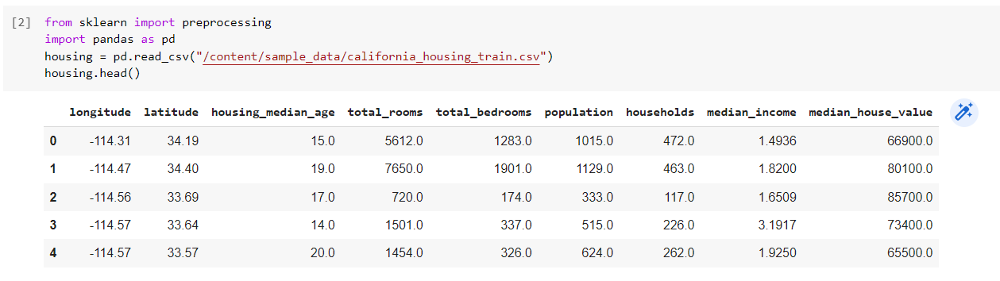 [2] from sklearn import preprocessing
import pandas as pd
housing = pd.read_csv("/content/sample_data/california_housing_train.csv")
housing.head()
longitude latitude housing_median_age total_rooms total_bedrooms population households median_income median_house_value
0 -114.31 34.19 15.0 5612.0 1283.0 1015.0 472.0 1.4936 66900.0
1 -114.47 34.40 19.0 7650.0 1901.0 1129.0 463.0 1.8200 80100.0
2 -114.56 33.69 17.0 720.0 174.0 333.0 117.0 1.6509 85700.0
3 -114.57 33.64 14.0 1501.0 337.0 515.0 226.0 3.1917 73400.0
4 -114.57 33.57 20.0 1454.0 326.0 624.0 262.0 1.9250 65500.0